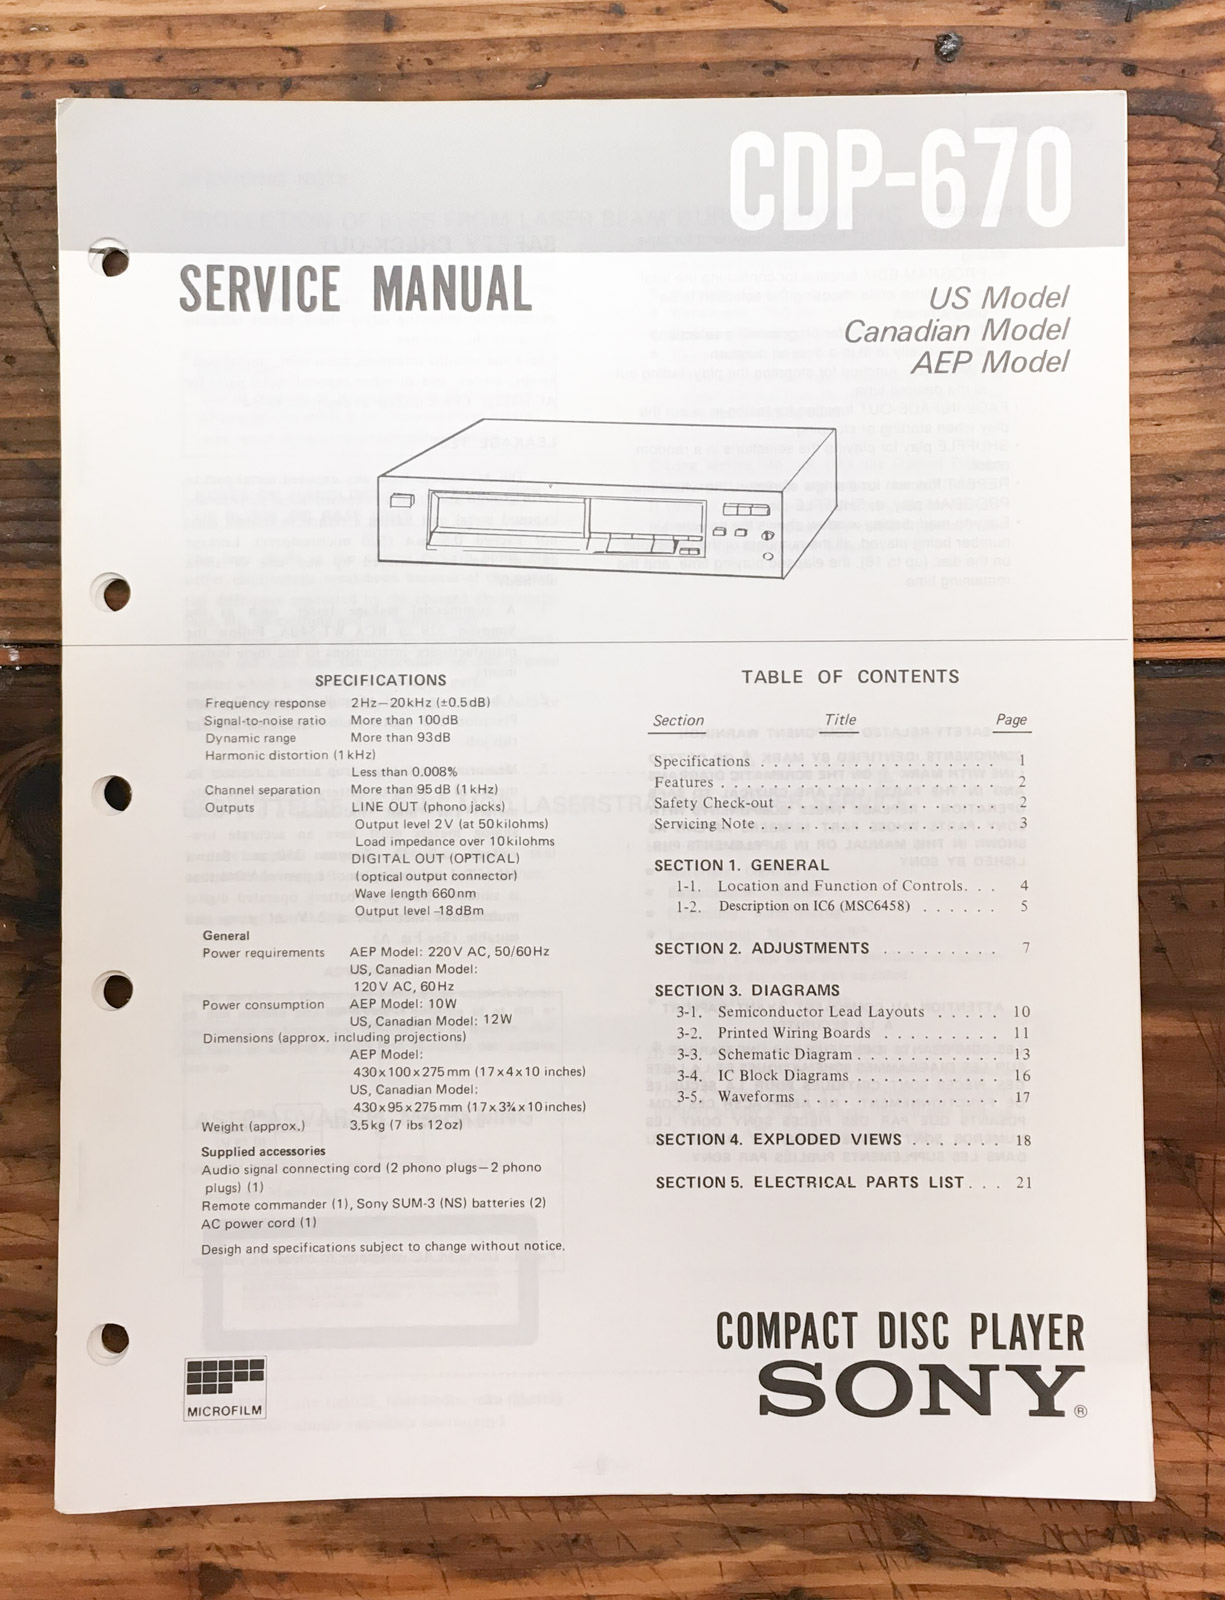 CDP-670
SERVICE MANUAL
US Model
Canadian Model
AEP Model
SPECIFICATIONS
Frequency response 2Hz—20kHz (±0.5dB)
Signal-to-noise ratio More than 100dB
Dynamic range More than 93dB
Harmonic distortion (1kHz)
Less than 0.008%
Channel separation More than 95dB (1kHz)
Outputs LINE OUT (phono jacks)
Output level 2V (at 50kilohms)
Load impedance over 10kilohms
DIGITAL OUT (OPTICAL)
(optical output connector)
Wave length 660nm
Output level -18dBm
General
Power requirements AEP Model: 220V AC, 50/60Hz
US, Canadian Model:
120V AC, 60Hz
Power consumption AEP Model: 10W
US, Canadian Model: 12W
Dimensions (approx. including projections)
AEP Model:
430x100x275mm (17x4x10 inches)
US, Canadian Model:
430x95x275mm (17x3¾x10inches)
Weight (approx.) 3.5kg (7 ibs 12oz)
Supplied accessories
Audio signal connecting cord (2 phono plugs—2 phono
plugs) (1)
Remote commander (1), Sony SUM-3 (NS) batteries (2)
AC power cord (1)
Desigh and specifications subject to change without notice.
TABLE OF CONTENTS
Section Title Page
Specifications . . . . . . . . . . . . . . . . . . . 1
Features . . . . . . . . . . . . . . . . . . . . . . 2
Safety Check-out . . . . . . . . . . . . . . . . . 2
Servicing Note . . . . . . . . . . . . . . . . . . . 3
SECTION 1. GENERAL
1-1. Location and Function of Controls. . . 4
1-2. Description on IC6 (MSC6458) . . . . . . 5
SECTION 2. ADJUSTMENTS . . . . . . . . . 7
SECTION 3. DIAGRAMS
3-1. Semiconductor Lead Layouts . . . . . 10
3-2. Printed Wiring Boards . . . . . . . . . 11
3-3. Schematic Diagram . . . . . . . . . . . 13
3-4. IC Block Diagrams . . . . . . . . . . . 16
3-5. Waveforms . . . . . . . . . . . . . . . 17
SECTION 4. EXPLODED VIEWS . . . . . . . 18
SECTION 5. ELECTRICAL PARTS LIST . . . 21
COMPACT DISC PLAYER
SONY®
MICROFILM